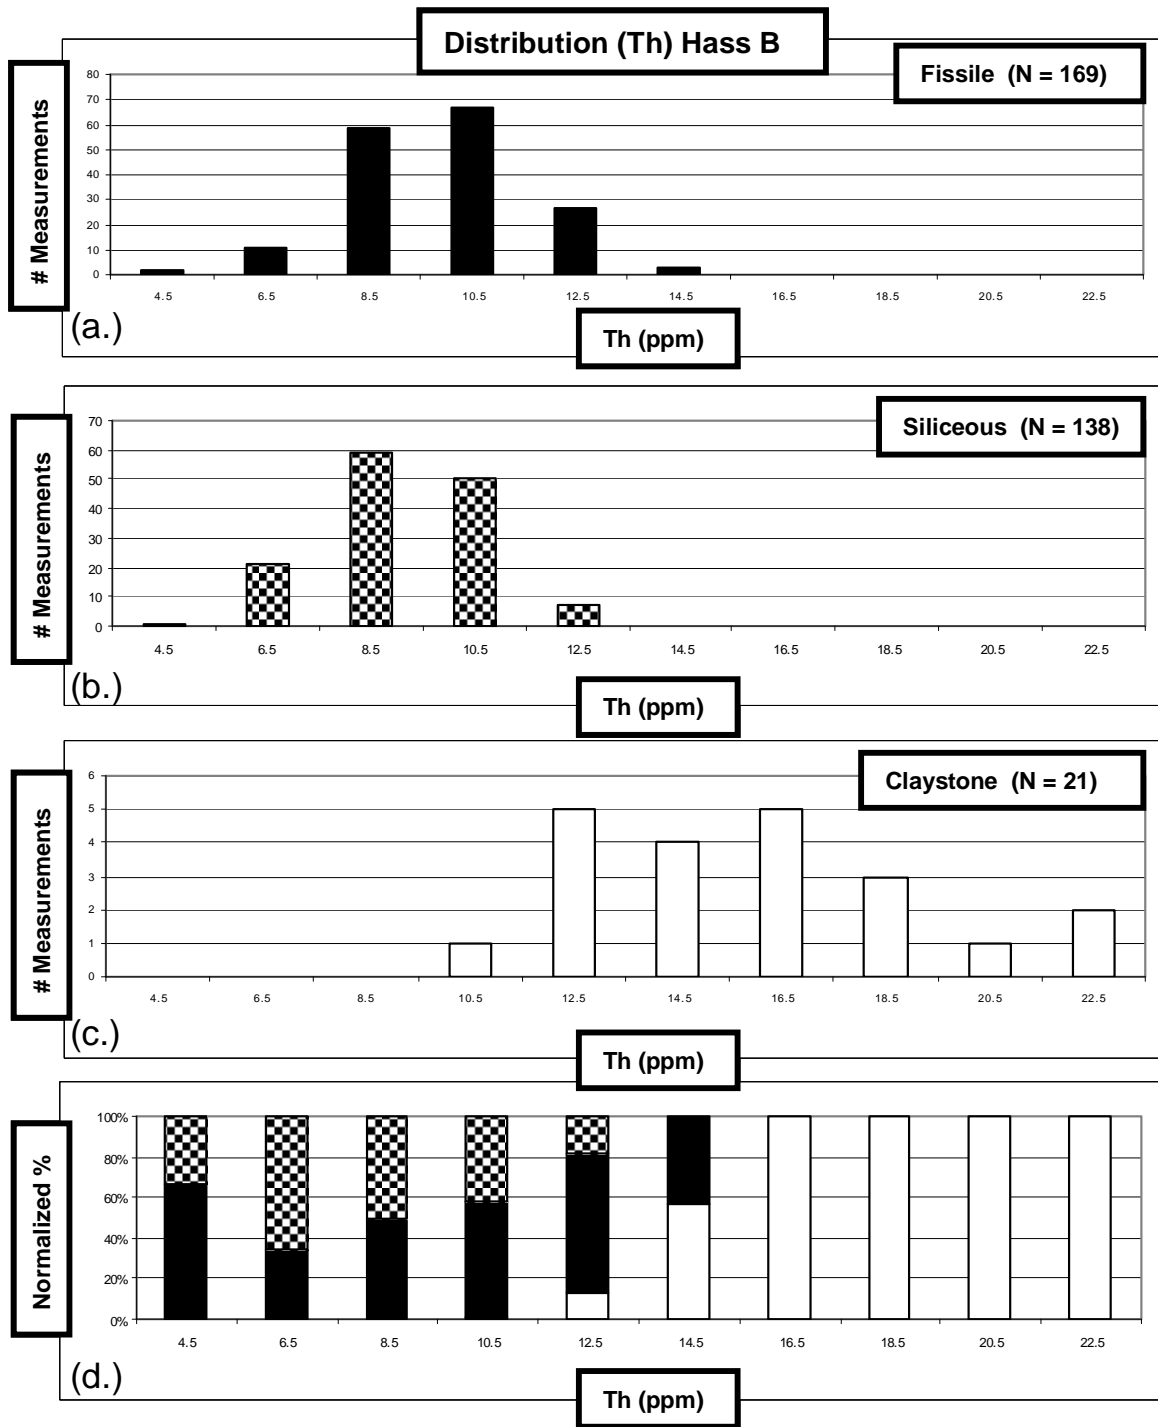 Distribution (Th) Hass B
Fissile (N = 169)
# Measurements
80
70
60
50
40
30
20
10
0
4.5 6.5 8.5 10.5 12.5 14.5 16.5 18.5 20.5 22.5
(a.)
Th (ppm)
Siliceous (N = 138)
# Measurements
70
60
50
40
30
20
10
0
4.5 6.5 8.5 10.5 12.5 14.5 16.5 18.5 20.5 22.5
(b.)
Th (ppm)
Claystone (N = 21)
# Measurements
6
5
4
3
2
1
0
4.5 6.5 8.5 10.5 12.5 14.5 16.5 18.5 20.5 22.5
(c.)
Th (ppm)
Normalized %
100%
80%
60%
40%
20%
0%
4.5 6.5 8.5 10.5 12.5 14.5 16.5 18.5 20.5 22.5
(d.)
Th (ppm)